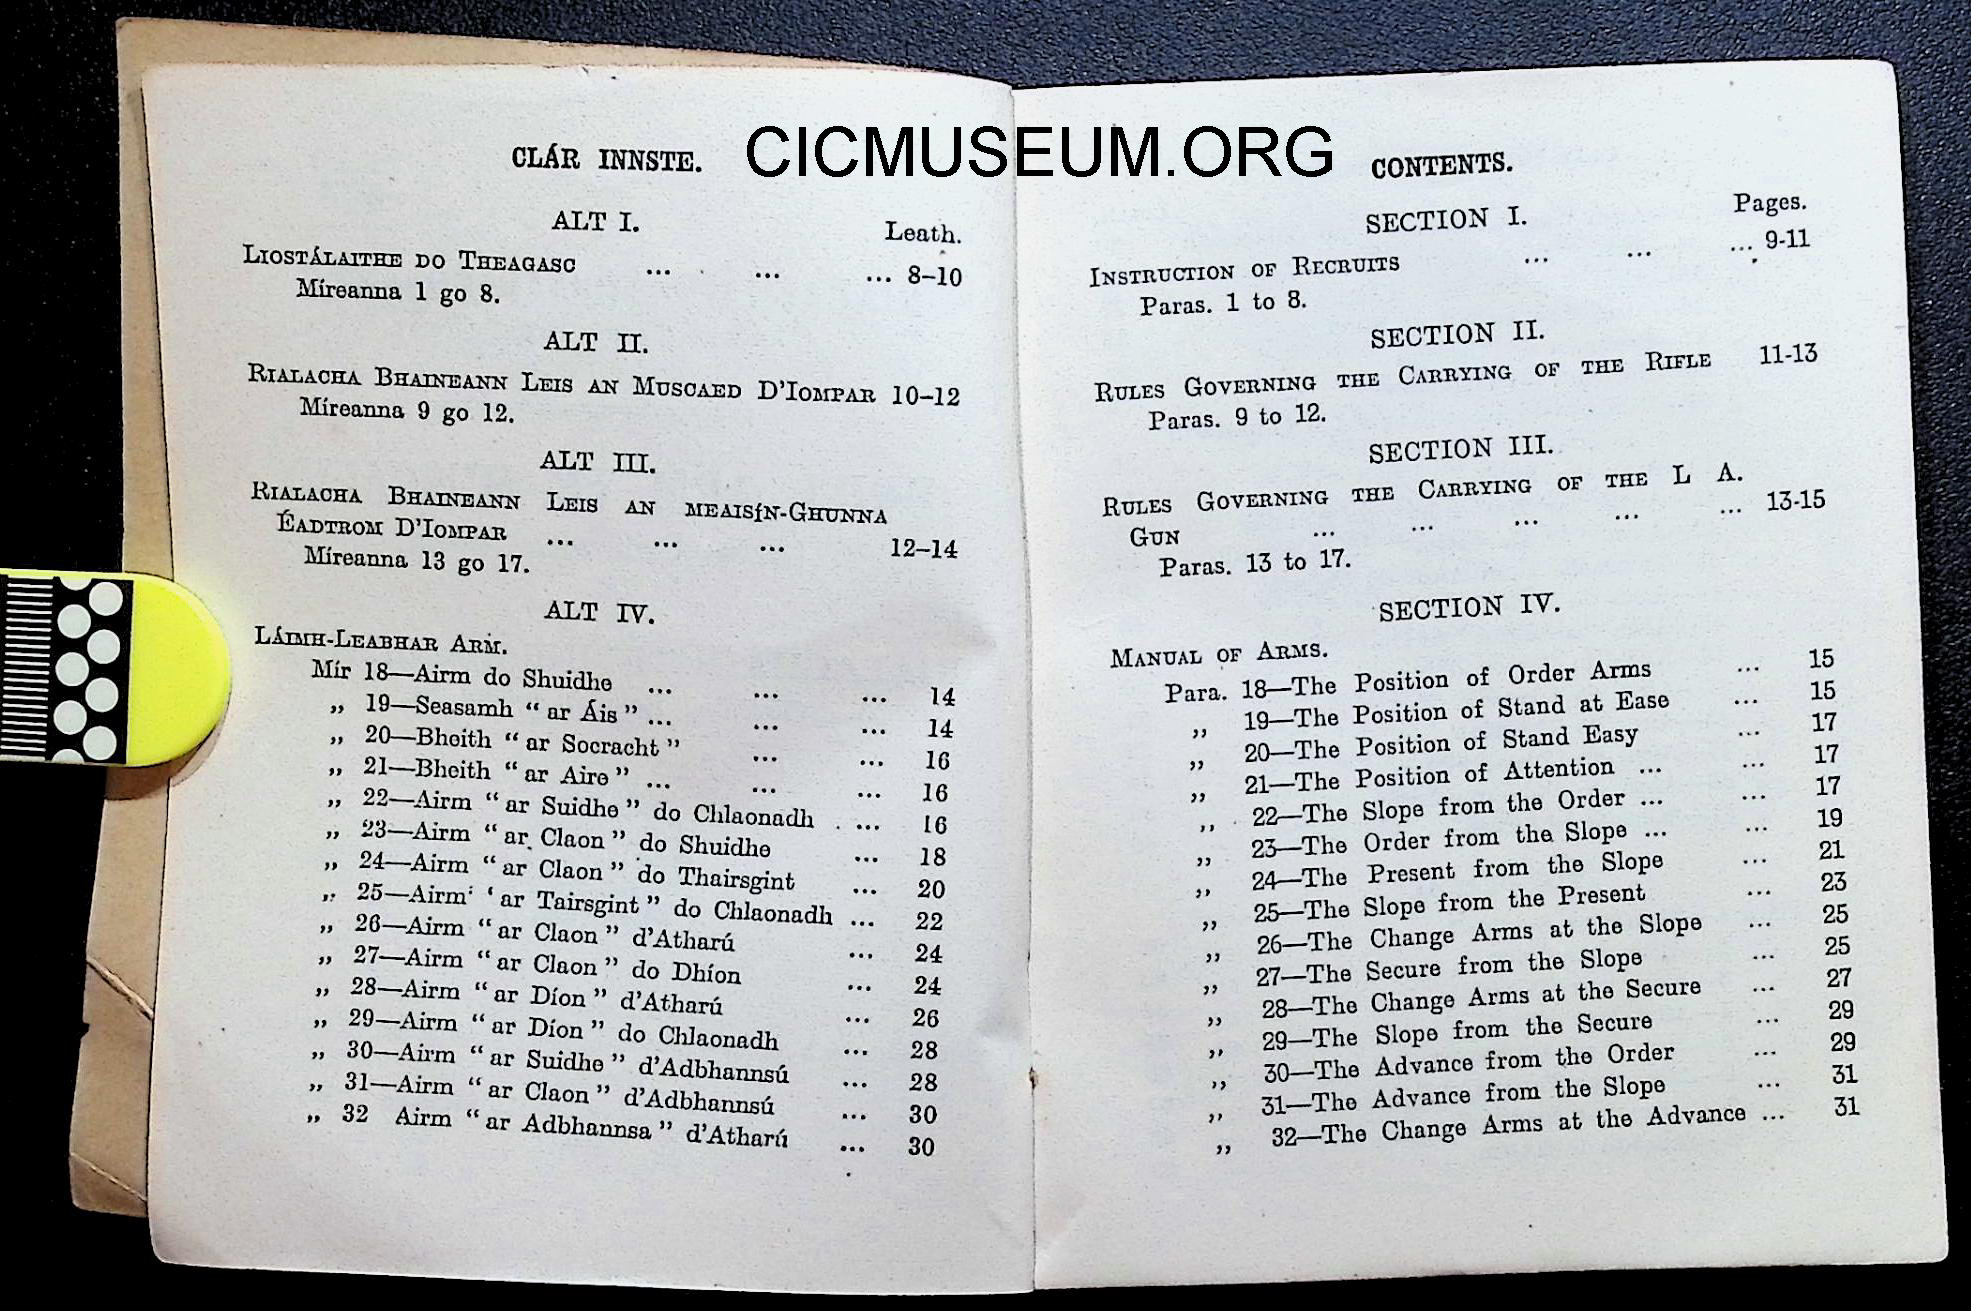 CICMUSEUM.ORG
CLÁR INNSTE.
ALT I.
Leath.
LIOSTÁLAITHE DO THEAGASC ... ... ... 8–10
Míreanna 1 go 8.
ALT II.
RIALACHA BHAINEANN LEIS AN MUSCAED D'IOMPAR 10–12
Míreanna 9 go 12.
ALT III.
RIALACHA BHAINEANN LEIS AN MEAISÍN-GHUNNA
ÉADTROM D'IOMPAR ... ... ... 12–14
Míreanna 13 go 17.
ALT IV.
LÁIMH-LEABHAR ARM.
Mír 18—Airm do Shuidhe ... ... ... 14
„ 19—Seasamh “ ar Áis ” ... ... ... 14
„ 20—Bheith “ ar Socracht ” ... ... 16
„ 21—Bheith “ ar Aire ” ... ... ... 16
„ 22—Airm “ ar Suidhe ” do Chlaonadh ... 16
„ 23—Airm “ ar Claon ” do Shuidhe ... 18
„ 24—Airm “ ar Claon ” do Thairsgint ... 20
„ 25—Airm ‘ ar Tairsgint ” do Chlaonadh ... 22
„ 26—Airm “ ar Claon ” d'Atharú ... 24
„ 27—Airm “ ar Claon ” do Dhíon ... 24
„ 28—Airm “ ar Díon ” d'Atharú ... 26
„ 29—Airm “ ar Díon ” do Chlaonadh ... 28
„ 30—Airm “ ar Suidhe ” d'Adbhannsú ... 28
„ 31—Airm “ ar Claon ” d'Adbhannsú ... 30
„ 32 Airm “ ar Adbhannsa ” d'Atharú ... 30
CONTENTS.
SECTION I.
Pages.
INSTRUCTION OF RECRUITS ... ... ... 9-11
Paras. 1 to 8.
SECTION II.
RULES GOVERNING THE CARRYING OF THE RIFLE 11-13
Paras. 9 to 12.
SECTION III.
RULES GOVERNING THE CARRYING OF THE L A.
GUN ... ... ... ... ... 13-15
Paras. 13 to 17.
SECTION IV.
MANUAL OF ARMS.
Para. 18—The Position of Order Arms ... 15
„ 19—The Position of Stand at Ease ... 15
„ 20—The Position of Stand Easy ... 17
„ 21—The Position of Attention ... ... 17
„ 22—The Slope from the Order ... ... 17
„ 23—The Order from the Slope ... ... 19
„ 24—The Present from the Slope ... 21
„ 25—The Slope from the Present ... 23
„ 26—The Change Arms at the Slope ... 25
„ 27—The Secure from the Slope ... 25
„ 28—The Change Arms at the Secure ... 27
„ 29—The Slope from the Secure ... 29
„ 30—The Advance from the Order ... 29
„ 31—The Advance from the Slope ... 31
„ 32—The Change Arms at the Advance ... 31